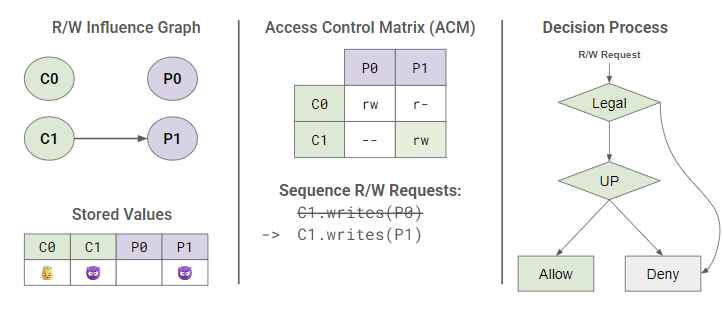 R/W Influence Graph
C0
P0
C1
P1
Stored Values
C0 C1 P0 P1
😇 😈 😈
Access Control Matrix (ACM)
P0 P1
C0 rw r-
C1 -- rw
Sequence R/W Requests:
C1.writes(P0)
-> C1.writes(P1)
Decision Process
R/W Request
Legal
UP
Allow
Deny